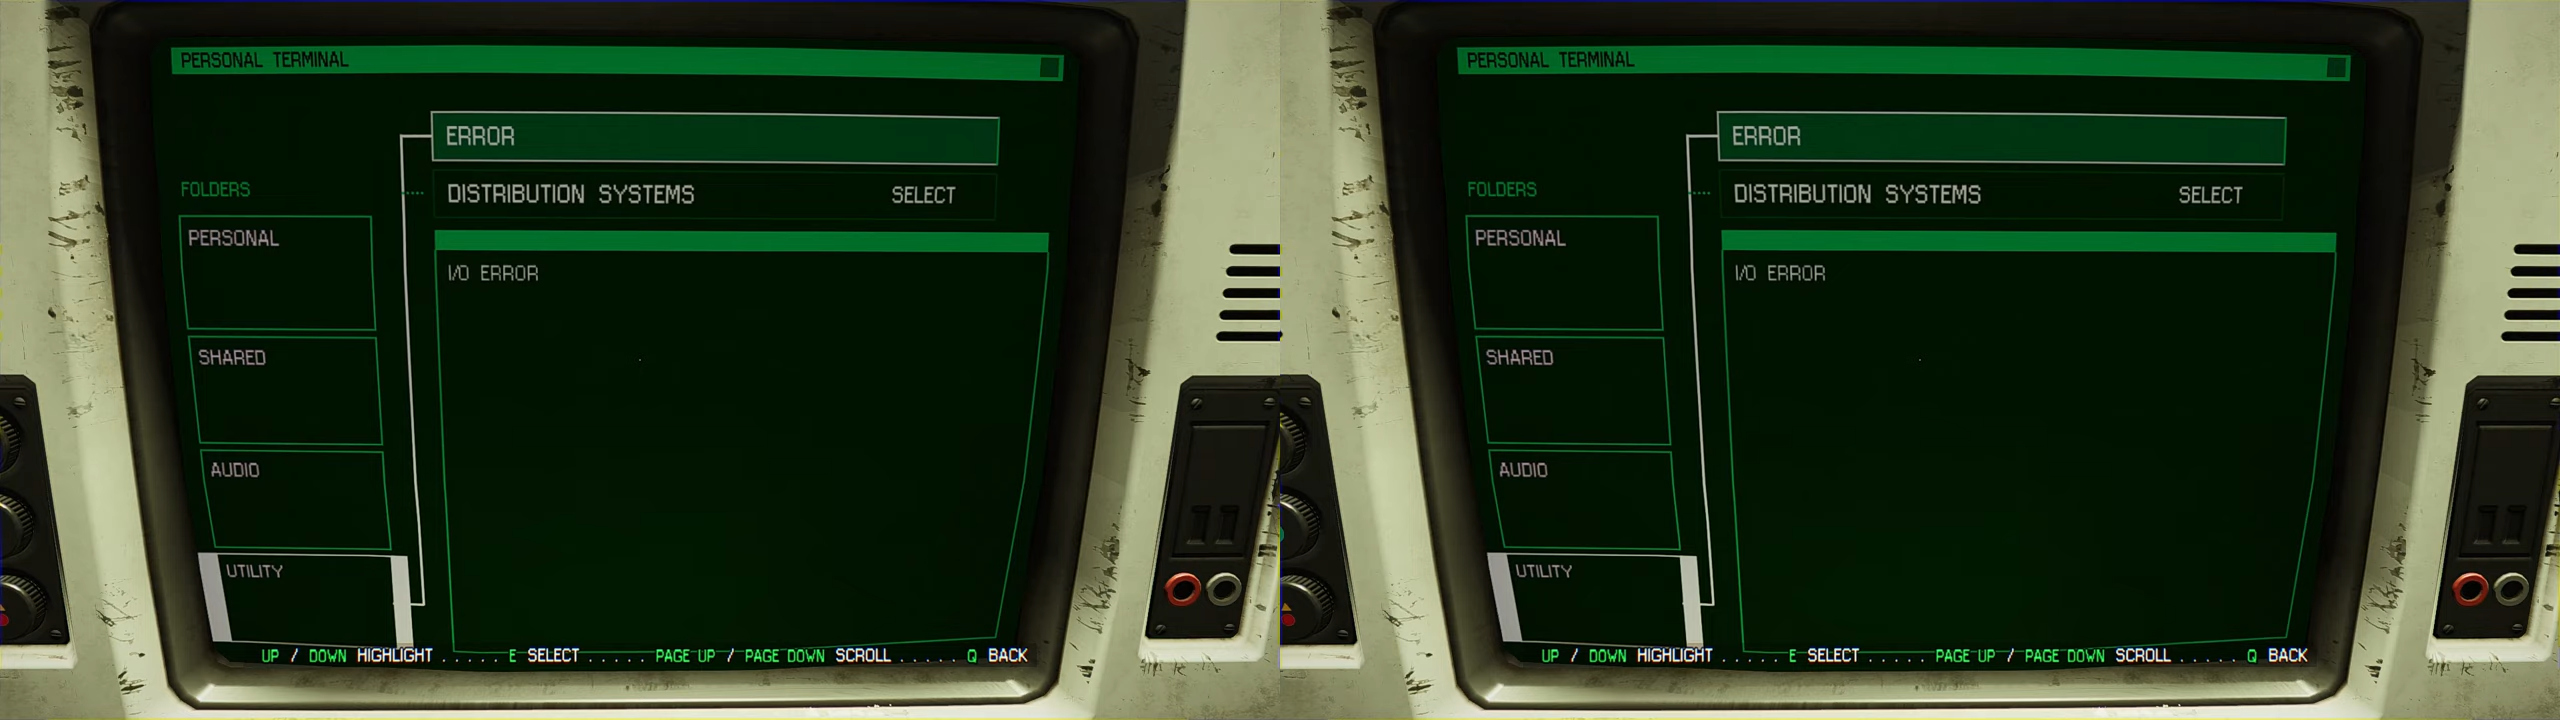 PERSONAL TERMINAL
ERROR
FOLDERS
DISTRIBUTION SYSTEMS SELECT
PERSONAL
I/O ERROR
SHARED
AUDIO
UTILITY
UP / DOWN HIGHLIGHT ..... E SELECT ...... PAGE UP / PAGE DOWN SCROLL ...... Q BACK
PERSONAL TERMINAL
ERROR
FOLDERS
DISTRIBUTION SYSTEMS SELECT
PERSONAL
I/O ERROR
SHARED
AUDIO
UTILITY
UP / DOWN HIGHLIGHT ..... E SELECT ...... PAGE UP / PAGE DOWN SCROLL ...... Q BACK